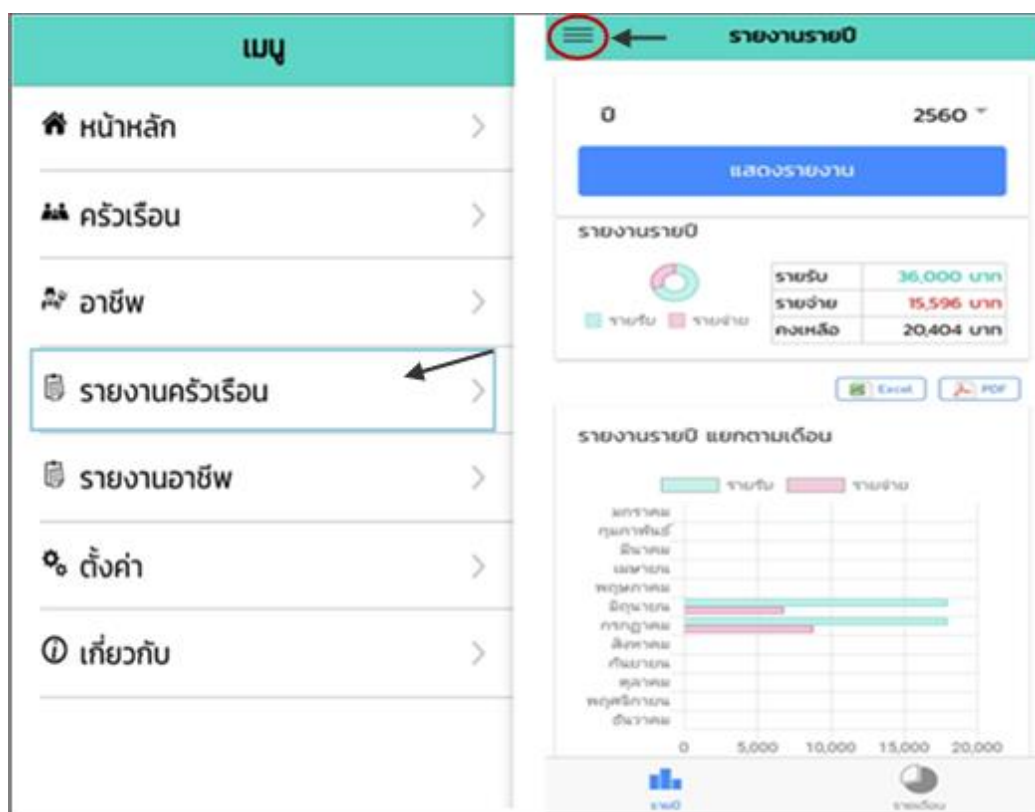 เมนู
หน้าหลัก
ครัวเรือน
อาชีพ
รายงานครัวเรือน
รายงานอาชีพ
ตั้งค่า
เกี่ยวกับ
รายงานรายปี
ปี 2560
แสดงรายงาน
รายงานรายปี
รายรับ 36,000 บาท
รายจ่าย 15,596 บาท
คงเหลือ 20,404 บาท
รายรับ รายจ่าย
Excel PDF
รายงานรายปี แยกตามเดือน
รายรับ รายจ่าย
มกราคม
กุมภาพันธ์
มีนาคม
เมษายน
พฤษภาคม
มิถุนายน
กรกฎาคม
สิงหาคม
กันยายน
ตุลาคม
พฤศจิกายน
ธันวาคม
0 5,000 10,000 15,000 20,000
รายปี รายเดือน